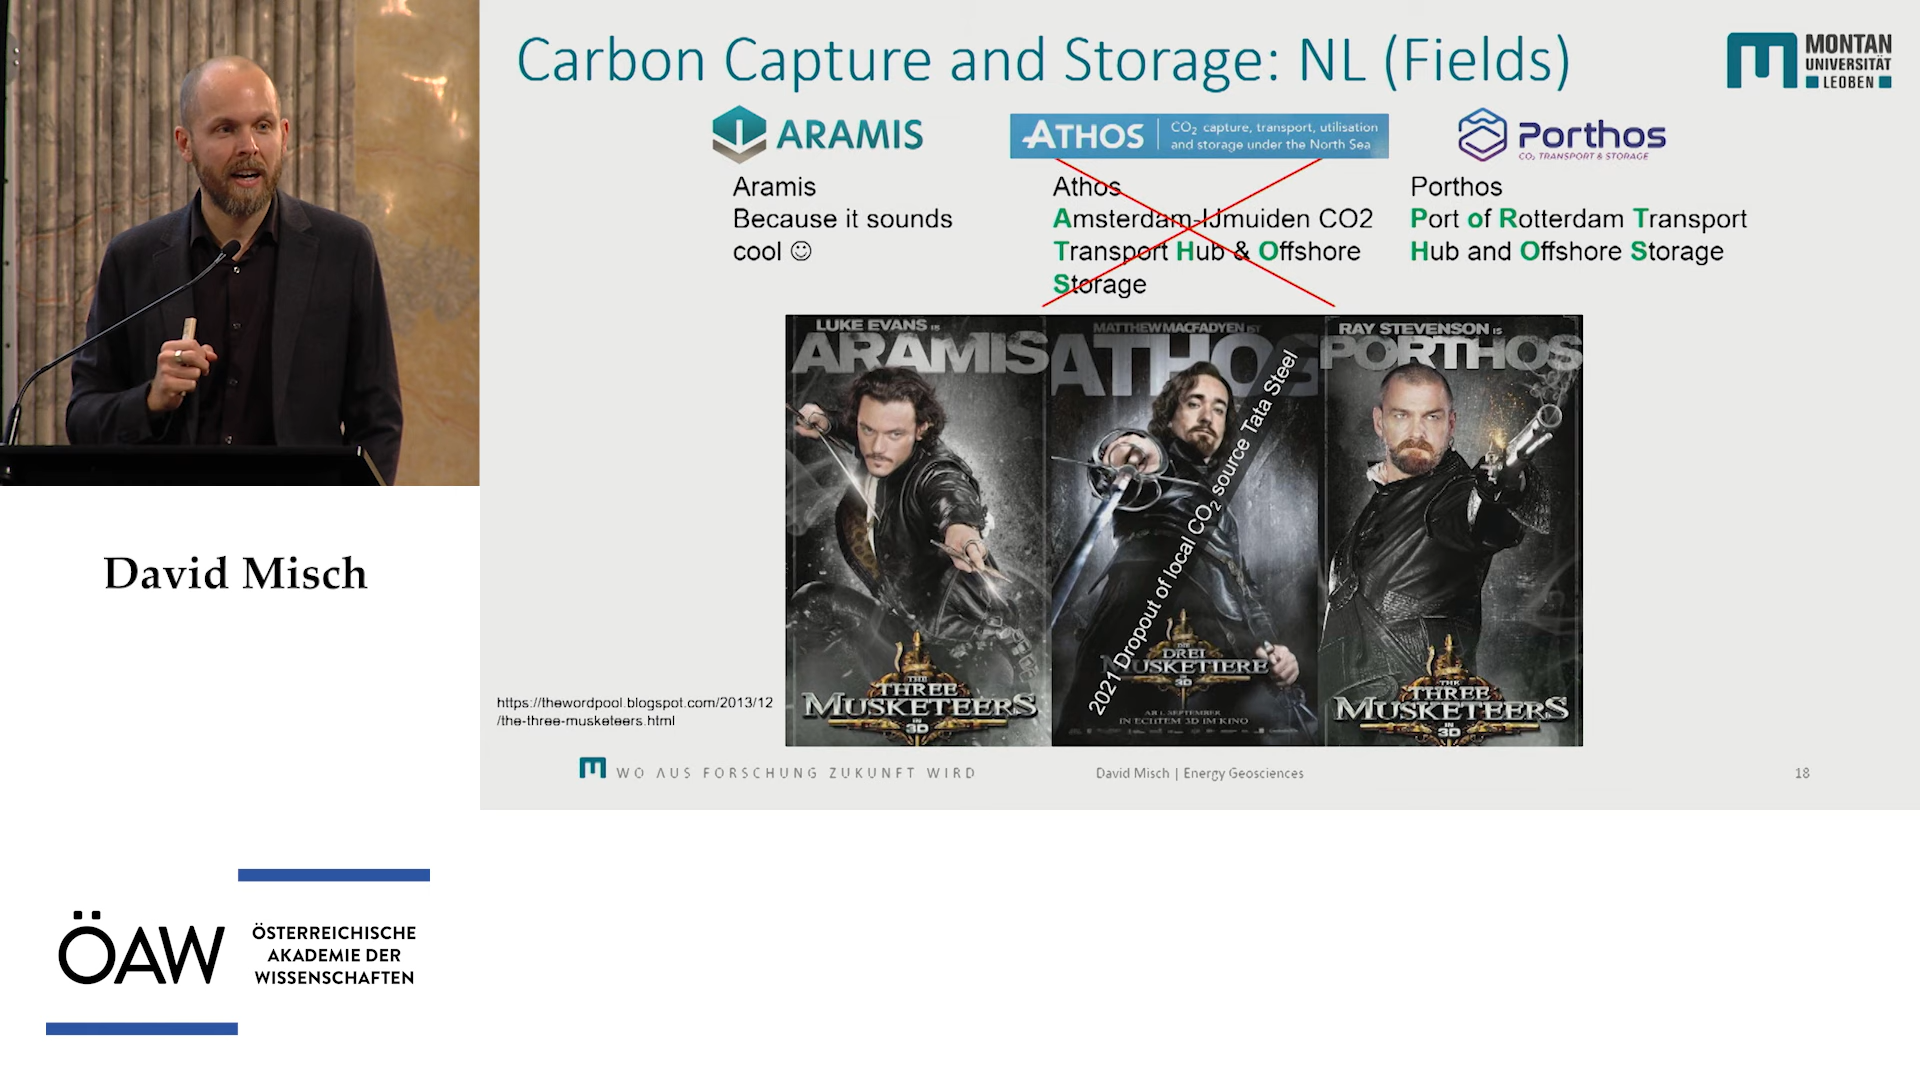 Carbon Capture and Storage: NL (Fields)
MONTAN
UNIVERSITÄT
LEOBEN
ARAMIS
ATHOS
CO₂ capture, transport, utilisation
and storage under the North Sea
Porthos
CO₂ TRANSPORT & STORAGE
Aramis
Because it sounds
cool ☺
Athos
Amsterdam-IJmuiden CO2
Transport Hub & Offshore
Storage
Porthos
Port of Rotterdam Transport
Hub and Offshore Storage
LUKE EVANS IS
ARAMIS
THE
THREE
MUSKETEERS
IN 3D
MATTHEW MACFADYEN IST
ATHOS
2021 Dropout of local CO₂ source Tata Steel
DIE
DREI
MUSKETIERE
IN 3D
AB 1. SEPTEMBER
IN ECHTEM 3D IM KINO
RAY STEVENSON IS
PORTHOS
THE
THREE
MUSKETEERS
IN 3D
https://thewordpool.blogspot.com/2013/12
/the-three-musketeers.html
WO AUS FORSCHUNG ZUKUNFT WIRD
David Misch | Energy Geosciences
18
David Misch
ÖAW
ÖSTERREICHISCHE
AKADEMIE DER
WISSENSCHAFTEN